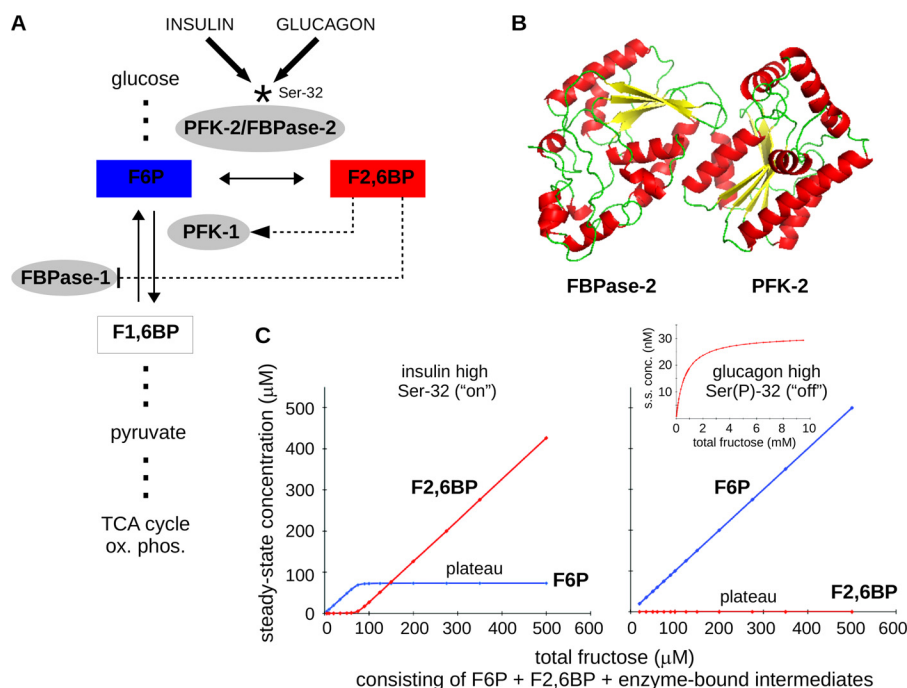 A
INSULIN GLUCAGON
glucose
* Ser-32
PFK-2/FBPase-2
F6P F2,6BP
PFK-1
FBPase-1
F1,6BP
pyruvate
TCA cycle
ox. phos.
B
FBPase-2 PFK-2
C
insulin high
Ser-32 ("on")
steady-state concentration (μM)
500
400
300
200
100
0
F2,6BP
plateau
F6P
0 100 200 300 400 500 600
s.s. conc. (nM)
30
20
10
0
0 2 4 6 8 10
total fructose (mM)
glucagon high
Ser(P)-32 ("off")
F6P
plateau
F2,6BP
0 100 200 300 400 500 600
total fructose (μM)
consisting of F6P + F2,6BP + enzyme-bound intermediates